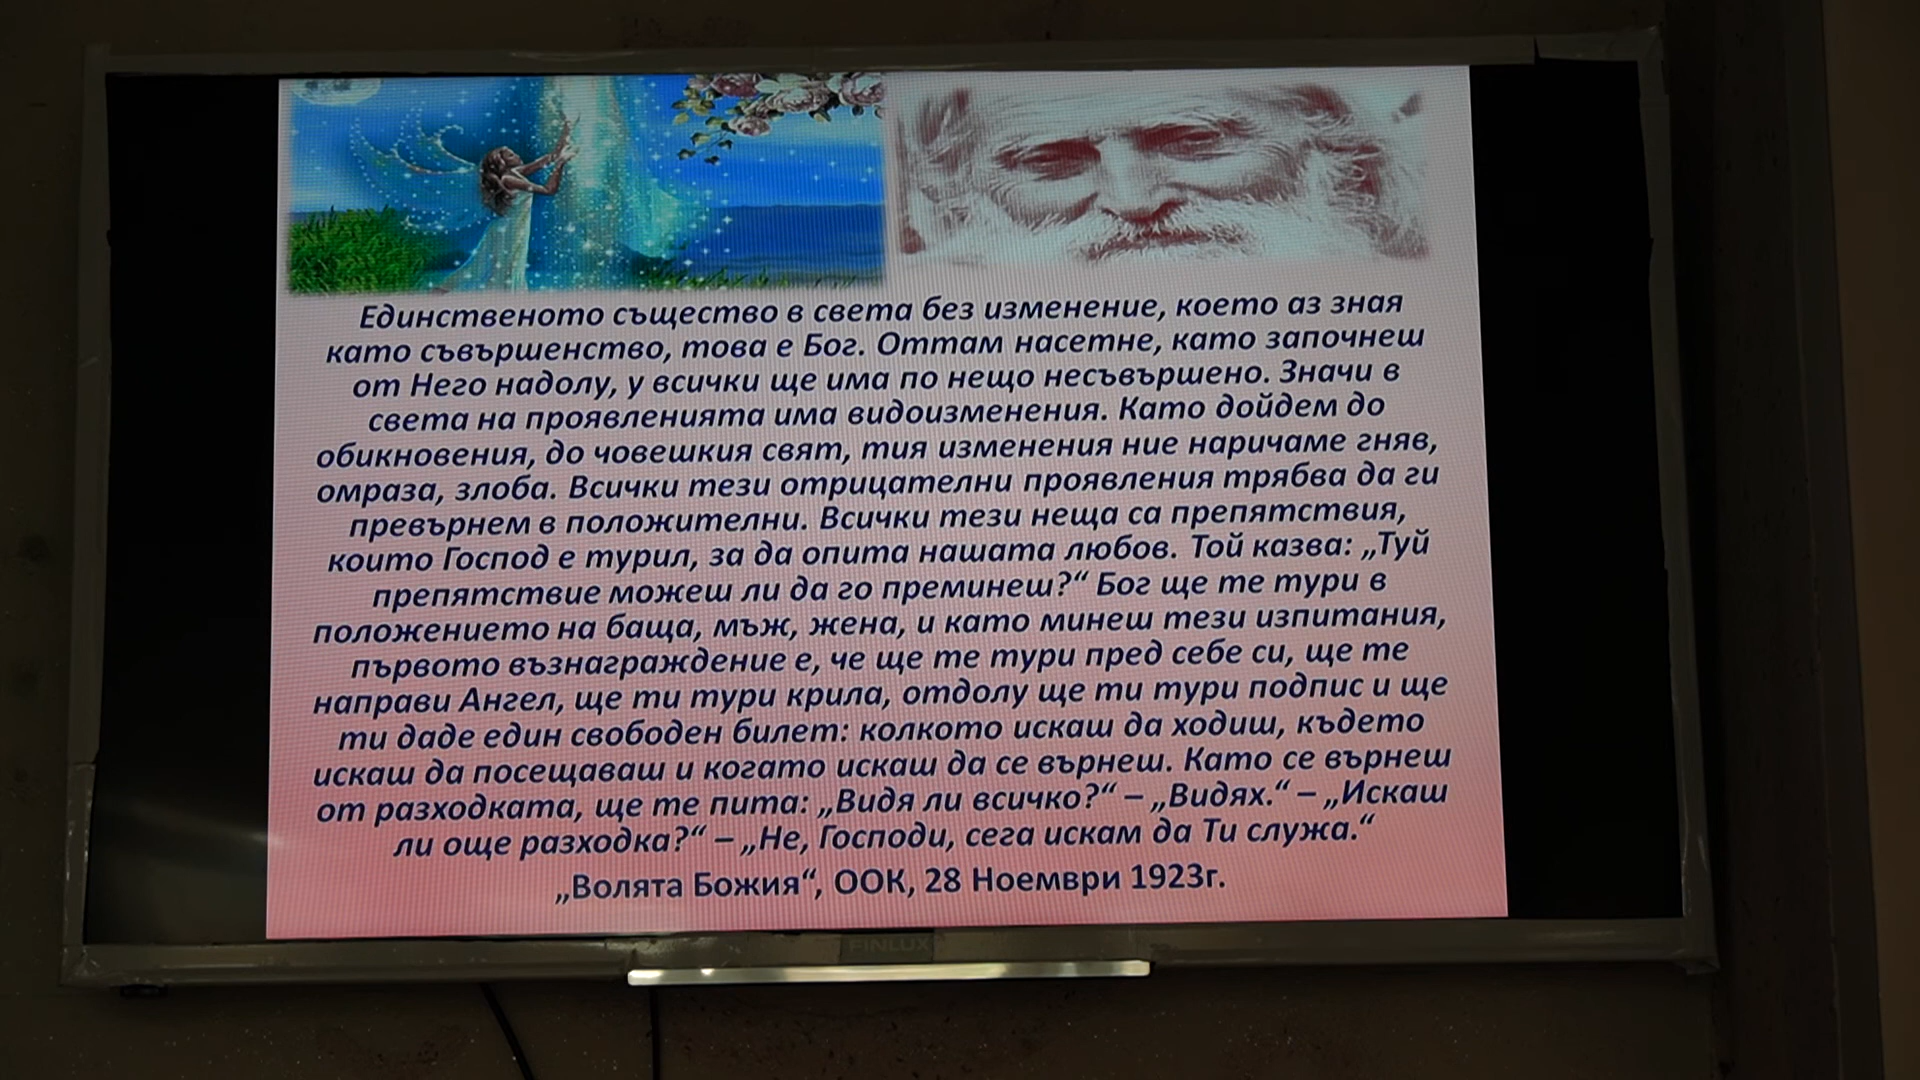 Единственото същество в света без изменение, което аз зная
като съвършенство, това е Бог. Оттам насетне, като започнеш
от Него надолу, у всички ще има по нещо несъвършено. Значи в
света на проявленията има видоизменения. Като дойдем до
обикновения, до човешкия свят, тия изменения ние наричаме гняв,
омраза, злоба. Всички тези отрицателни проявления трябва да ги
превърнем в положителни. Всички тези неща са препятствия,
които Господ е турил, за да опита нашата любов. Той казва: „Туй
препятствие можеш ли да го преминеш?“ Бог ще те тури в
положението на баща, мъж, жена, и като минеш тези изпитания,
първото възнаграждение е, че ще те тури пред себе си, ще те
направи Ангел, ще ти тури крила, отдолу ще ти тури подпис и ще
ти даде един свободен билет: колкото искаш да ходиш, където
искаш да посещаваш и когато искаш да се върнеш. Като се върнеш
от разходката, ще те пита: „Видя ли всичко?“ – „Видях.“ – „Искаш
ли още разходка?“ – „Не, Господи, сега искам да Ти служа.“
„Волята Божия“, ООК, 28 Ноември 1923г.
FINLUX